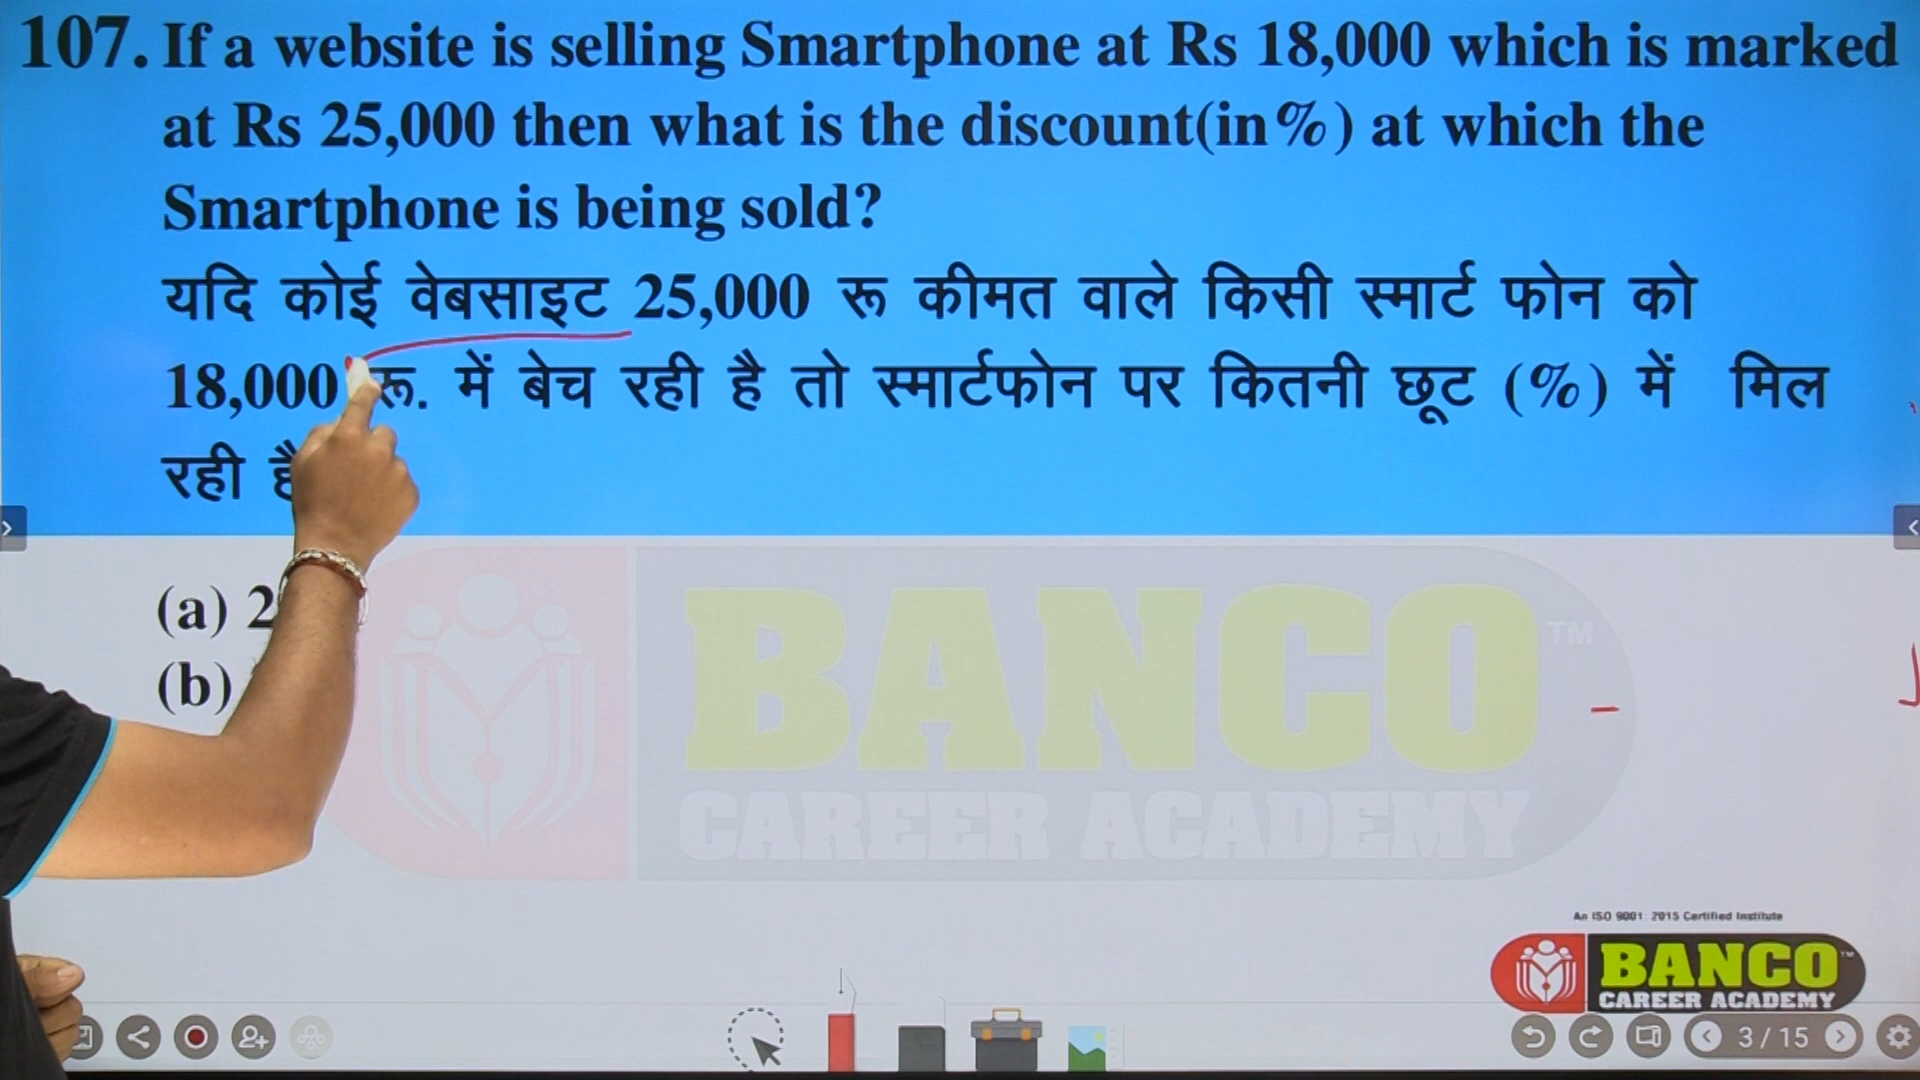 107. If a website is selling Smartphone at Rs 18,000 which is marked
at Rs 25,000 then what is the discount(in%) at which the
Smartphone is being sold?
यदि कोई वेबसाइट 25,000 रू कीमत वाले किसी स्मार्ट फोन को
18,000 रू. में बेच रही है तो स्मार्टफोन पर कितनी छूट (%) में मिल
रही है
(a) 2
(b)
BANCO TM
CAREER ACADEMY
An ISO 9001: 2015 Certified Institute
BANCO TM
CAREER ACADEMY
3 / 15